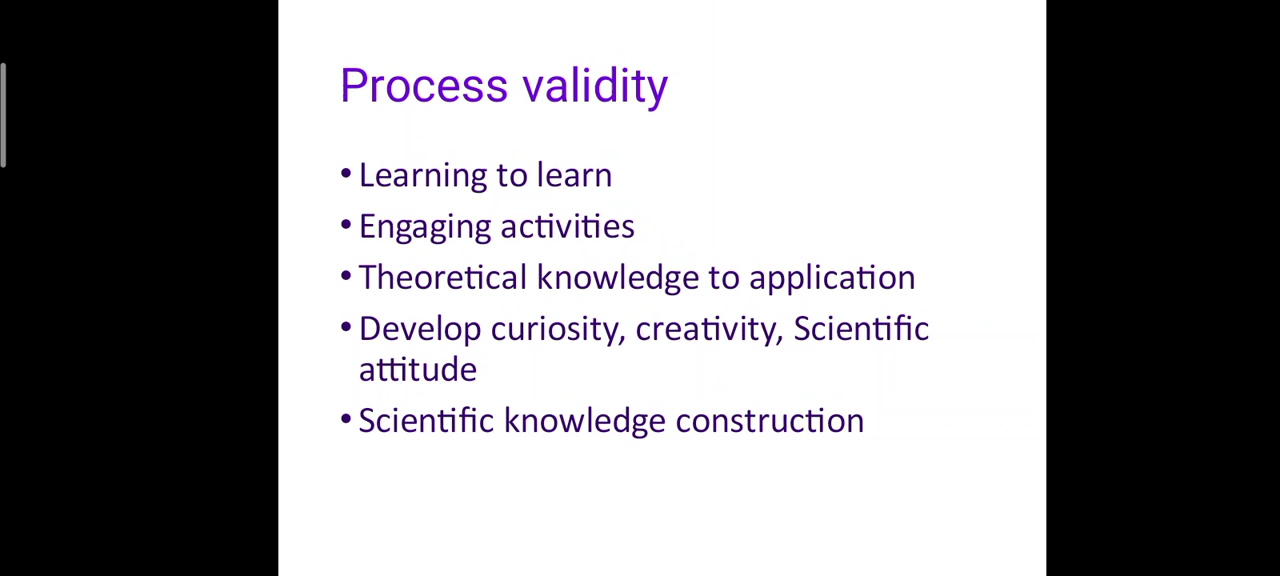 Process validity
• Learning to learn
• Engaging activities
• Theoretical knowledge to application
• Develop curiosity, creativity, Scientific
attitude
• Scientific knowledge construction